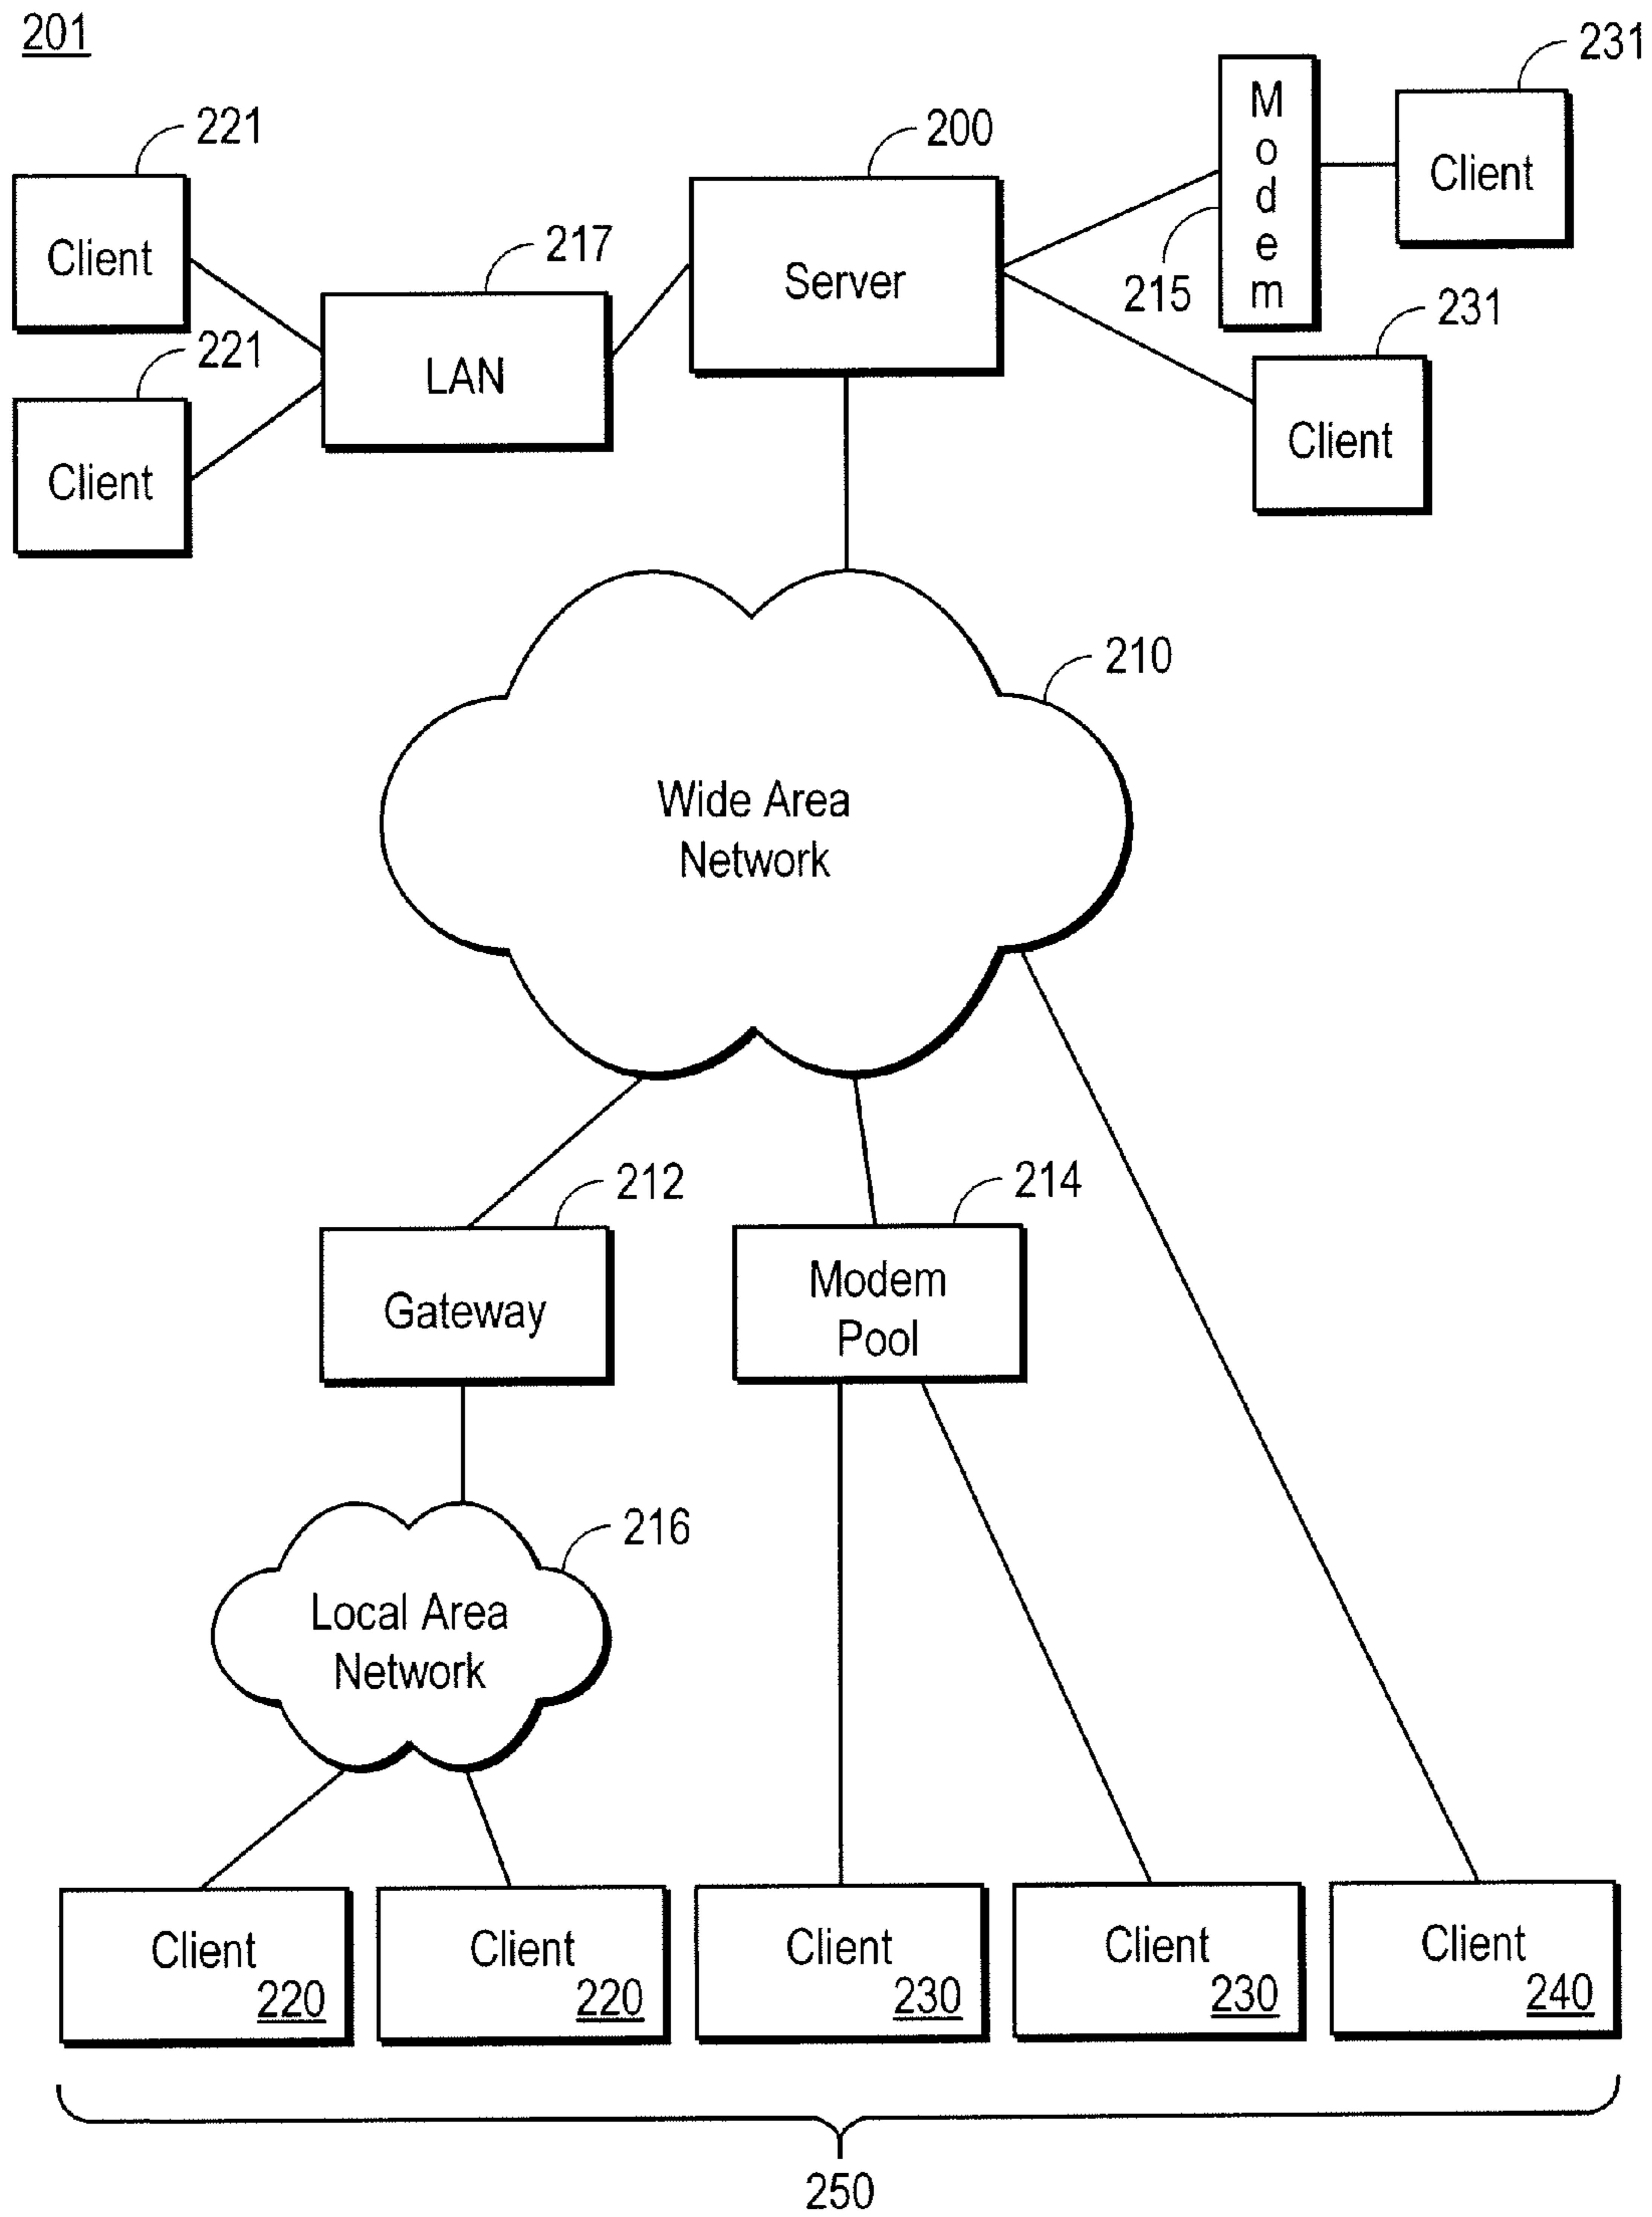 201
231
221
200
M
o
d
e
m
Client
Client
217
Server
215
231
221
LAN
Client
Client
210
Wide Area
Network
212
214
Gateway
Modem
Pool
216
Local Area
Network
Client
220
Client
220
Client
230
Client
230
Client
240
250